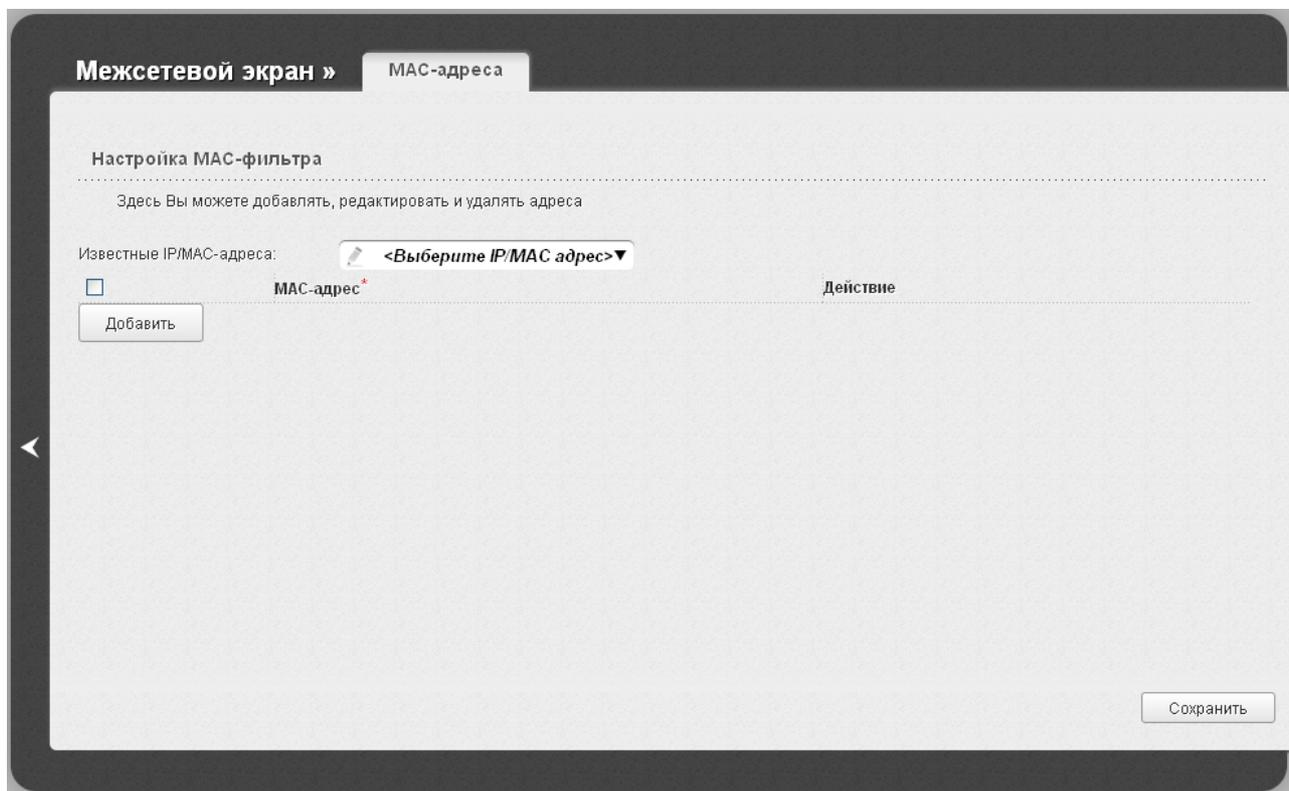 Межсетевой экран » MAC-адреса
Настройка MAC-фильтра
Здесь Вы можете добавлять, редактировать и удалять адреса
Известные IP/MAC-адреса: <Выберите IP/MAC адрес>▼
MAC-адрес* Действие
Добавить
Сохранить